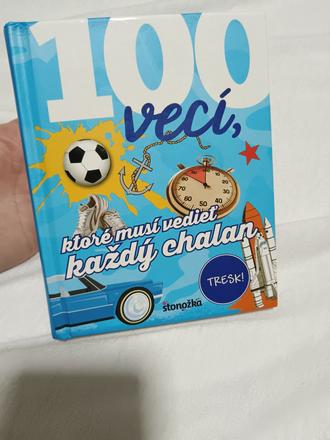 100
vecí,
ktoré musí vedieť
každý chalan
TRESK!
stonožka